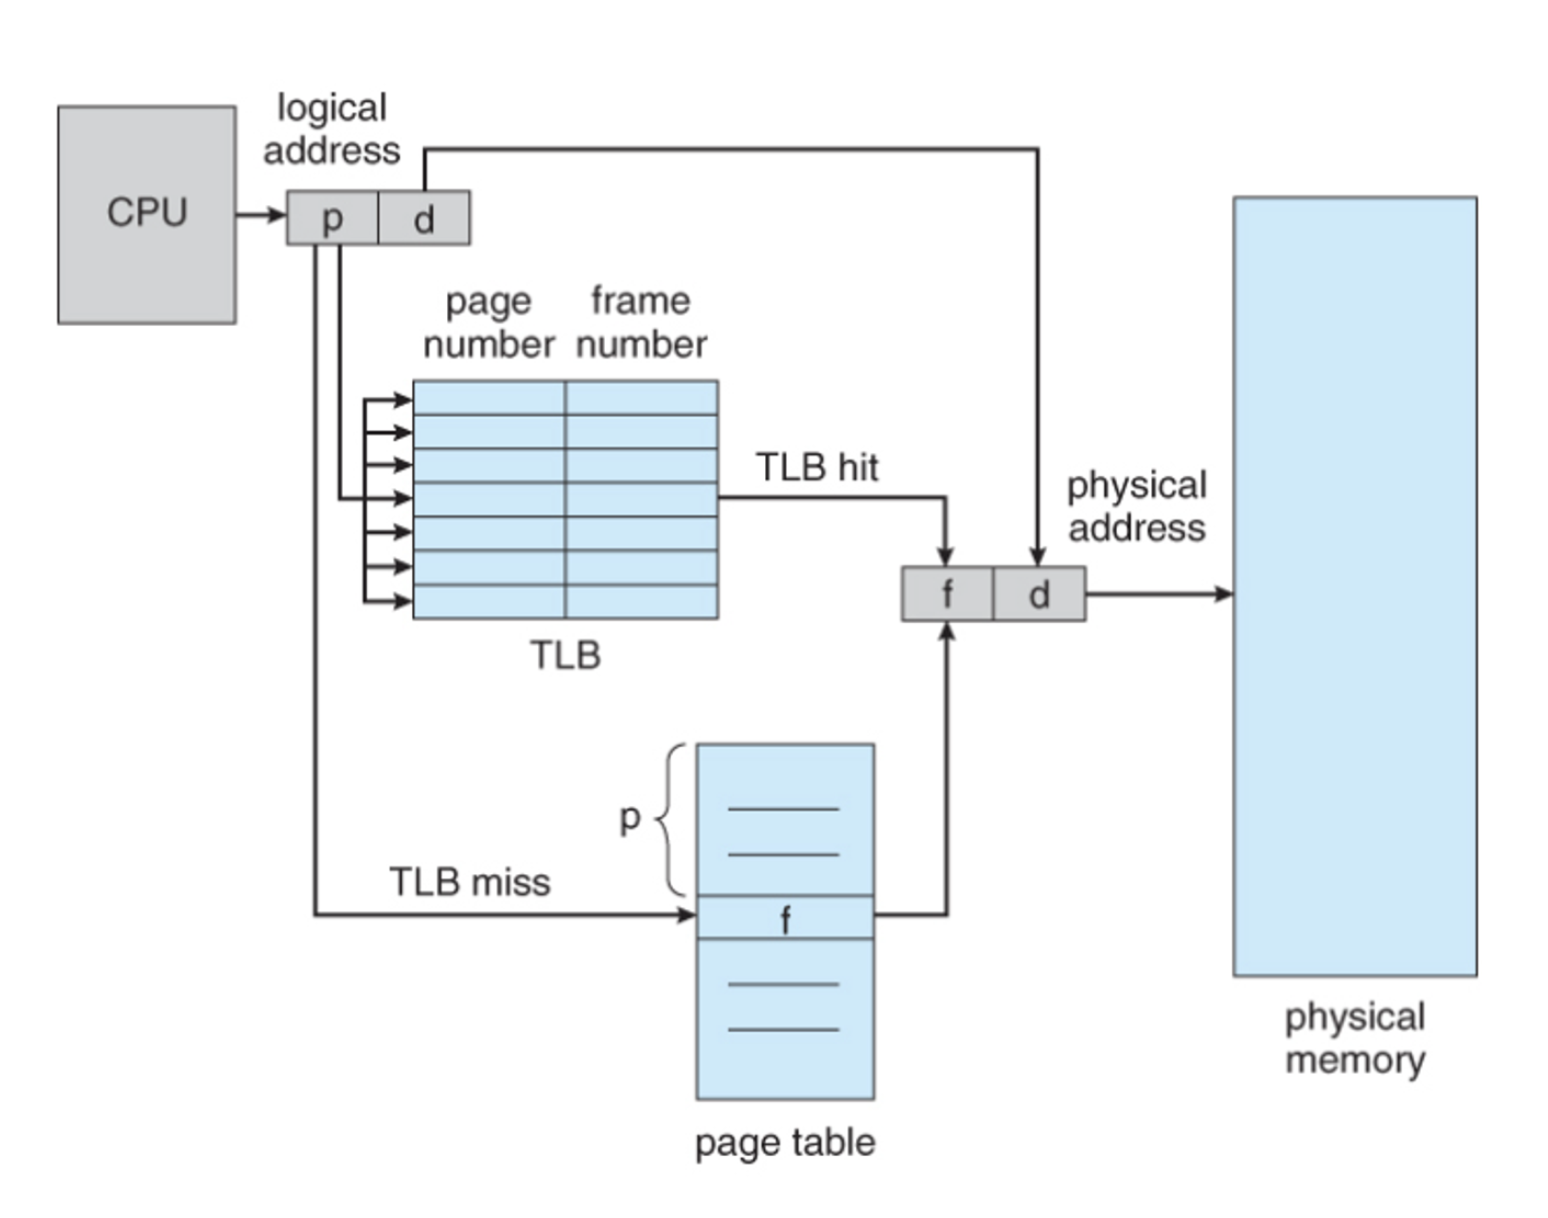 logical
address
CPU
p
d
page
number
frame
number
TLB hit
physical
address
f
d
TLB
p
TLB miss
f
physical
memory
page table